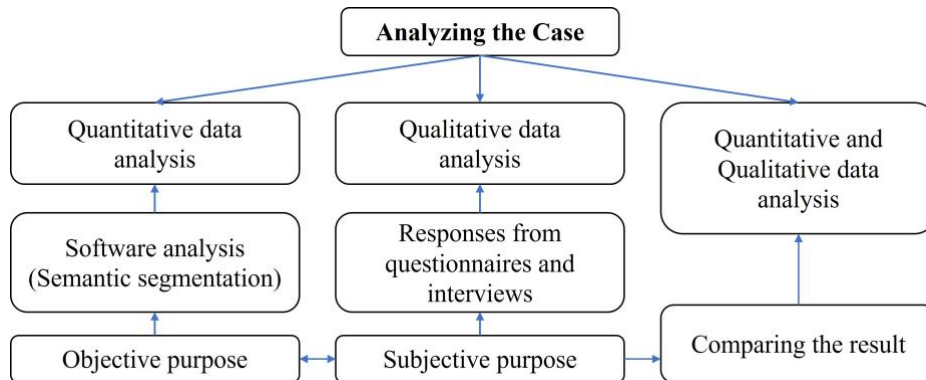 Analyzing the Case
Quantitative data
analysis
Qualitative data
analysis
Quantitative and
Qualitative data
analysis
Software analysis
(Semantic segmentation)
Responses from
questionnaires and
interviews
Objective purpose
Subjective purpose
Comparing the result